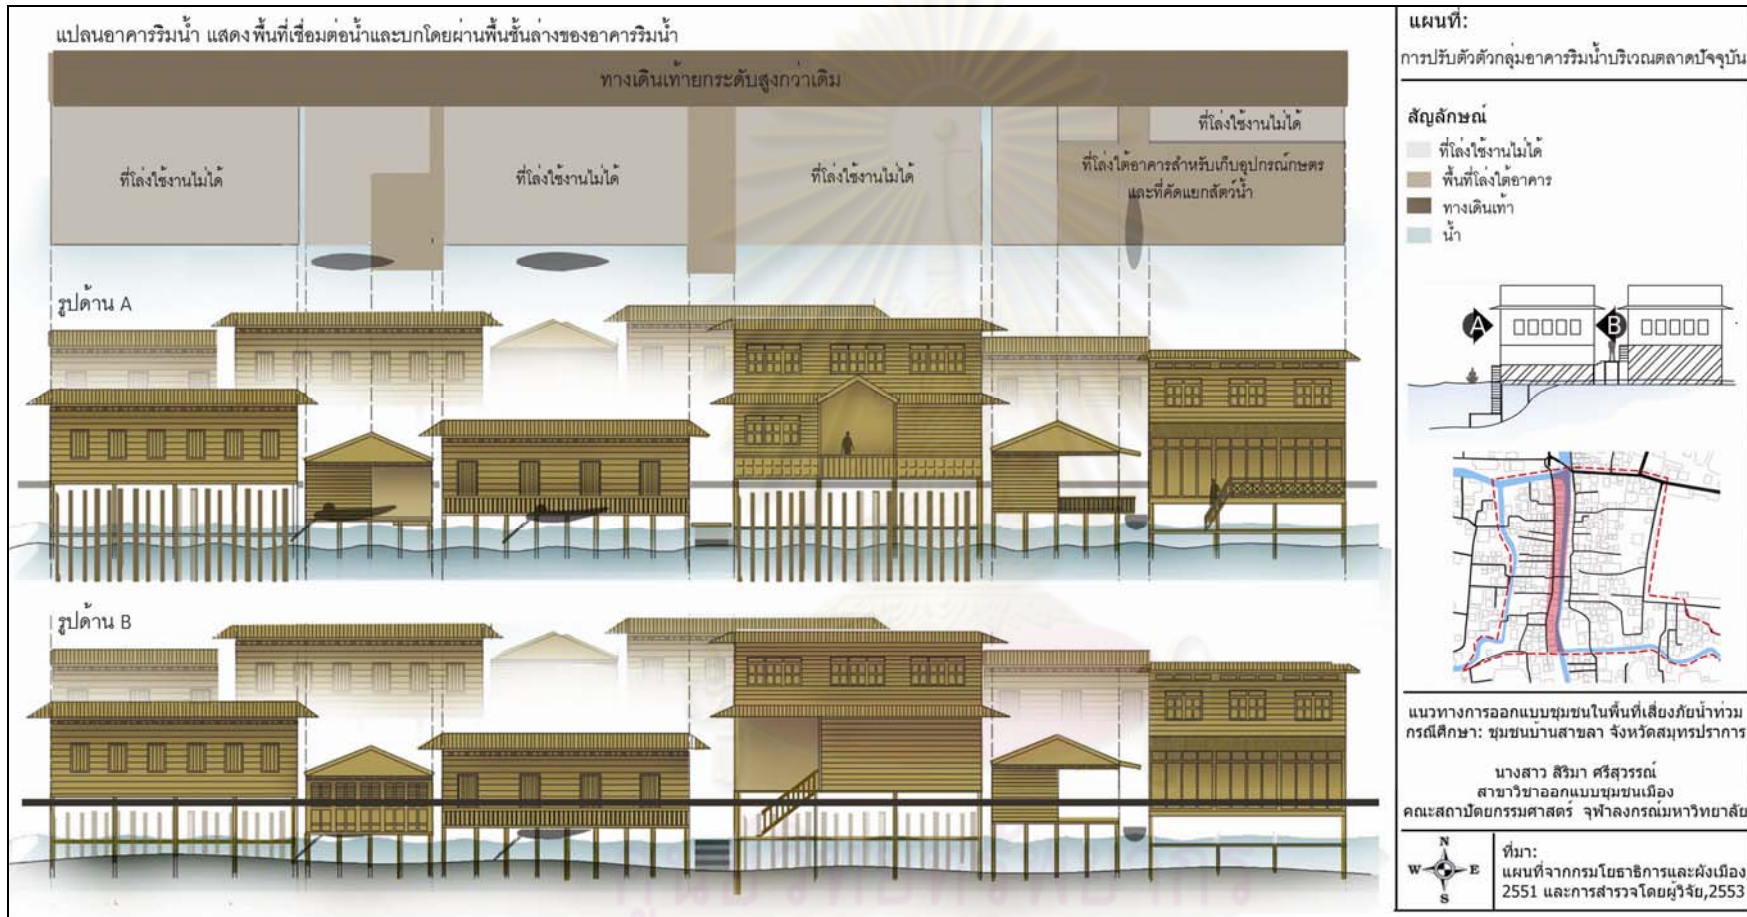 แปลนอาคารริมน้ำ แสดงพื้นที่เชื่อมต่อน้ำและบกโดยผ่านพื้นชั้นล่างของอาคารริมน้ำ
ทางเดินเท้ายกระดับสูงกว่าเดิม
ที่โล่งใช้งานไม่ได้
ที่โล่งใช้งานไม่ได้
ที่โล่งใช้งานไม่ได้
ที่โล่งใช้งานไม่ได้
ที่โล่งใต้อาคารสำหรับเก็บอุปกรณ์กษตร
และที่คัดแยกสัตว์น้ำ
รูปด้าน A
รูปด้าน B
แผนที่:
การปรับตัวตัวกลุ่มอาคารริมน้ำบริเวณตลาดปัจจุบัน
สัญลักษณ์
ที่โล่งใช้งานไม่ได้
พื้นที่โล่งใต้อาคาร
ทางเดินเท้า
น้ำ
A
B
แนวทางการออกแบบชุมชนในพื้นที่เสี่ยงภัยน้ำท่วม
กรณีศึกษา: ชุมชนบ้านสาขลา จังหวัดสมุทรปราการ
นางสาว สิริมา ศรีสุวรรณ์
สาขาวิชาออกแบบชุมชนเมือง
คณะสถาปัตยกรรมศาสตร์ จุฬาลงกรณ์มหาวิทยาลัย
N
W E
S
ที่มา:
แผนที่จากกรมโยธาธิการและผังเมือง
2551 และการสำรวจโดยผู้วิจัย,2553
ศูนย์วิทยทรัพยากร